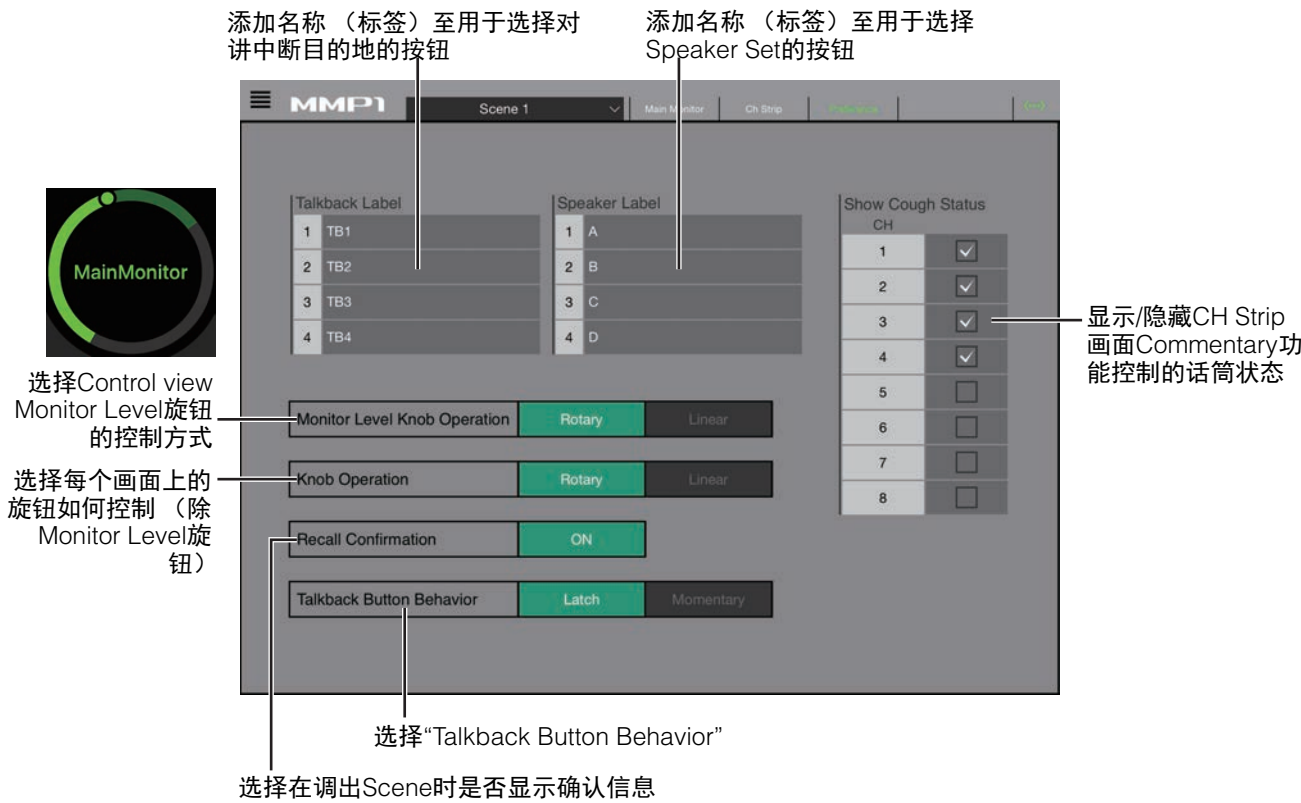 添加名称 （标签）至用于选择对
讲中断目的地的按钮
添加名称 （标签）至用于选择
Speaker Set的按钮
MMP1
Scene 1
Main Monitor
Ch Strip
Preference
MainMonitor
选择Control view
Monitor Level旋钮
的控制方式
选择每个画面上的
旋钮如何控制 （除
Monitor Level旋
钮）
Talkback Label
1 TB1
2 TB2
3 TB3
4 TB4
Speaker Label
1 A
2 B
3 C
4 D
Show Cough Status
CH
1
2
3
4
5
6
7
8
显示/隐藏CH Strip
画面Commentary功
能控制的话筒状态
Monitor Level Knob Operation Rotary Linear
Knob Operation Rotary Linear
Recall Confirmation ON
Talkback Button Behavior Latch Momentary
选择“Talkback Button Behavior”
选择在调出Scene时是否显示确认信息